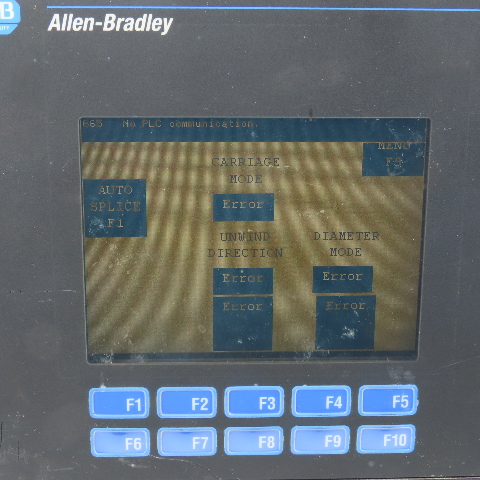 B
Allen-Bradley
665 No PLC communication.
CARRIAGE
MODE
Error
MENU
AUTO
SPLICE
F1
UNWIND
DIRECTION
Error
Error
DIAMETER
MODE
Error
Error
F1 F2 F3 F4 F5
F6 F7 F8 F9 F10